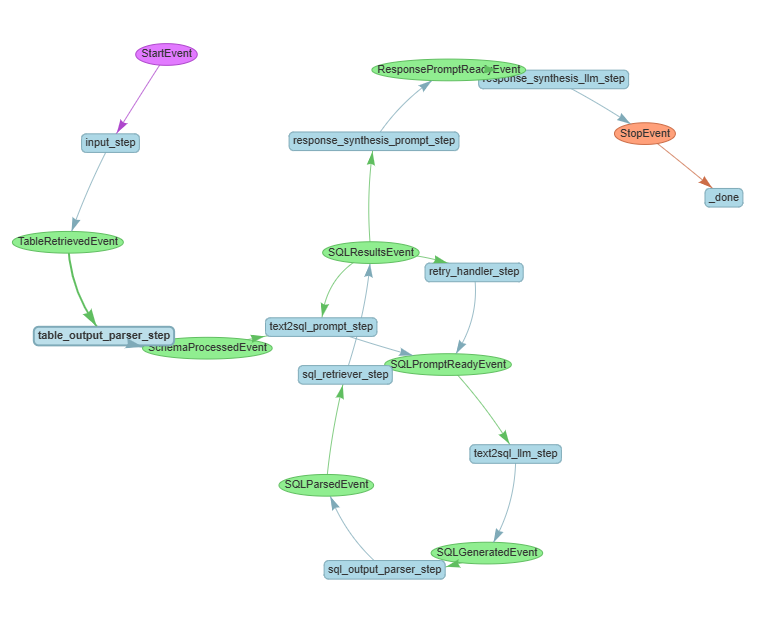 StartEvent
ResponsePromptReadyEvent
response_synthesis_llm_step
StopEvent
input_step
response_synthesis_prompt_step
_done
TableRetrievedEvent
SQLResultsEvent
retry_handler_step
text2sql_prompt_step
table_output_parser_step
SchemaProcessedEvent
SQLPromptReadyEvent
sql_retriever_step
text2sql_llm_step
SQLParsedEvent
SQLGeneratedEvent
sql_output_parser_step